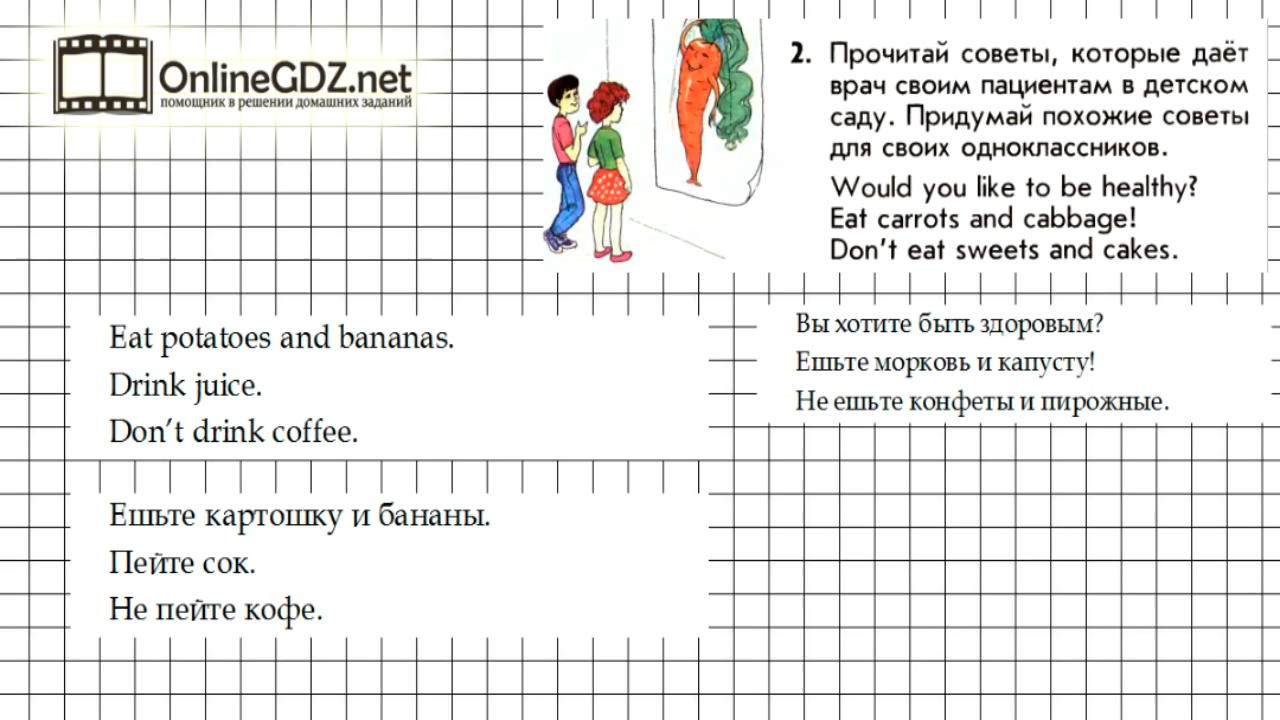 OnlineGDZ.net
помощник в решении домашних заданий
2. Прочитай советы, которые даёт
врач своим пациентам в детском
саду. Придумай похожие советы
для своих одноклассников.
Would you like to be healthy?
Eat carrots and cabbage!
Don't eat sweets and cakes.
Eat potatoes and bananas.
Drink juice.
Don't drink coffee.
Вы хотите быть здоровым?
Ешьте морковь и капусту!
Не ешьте конфеты и пирожные.
Ешьте картошку и бананы.
Пейте сок.
Не пейте кофе.